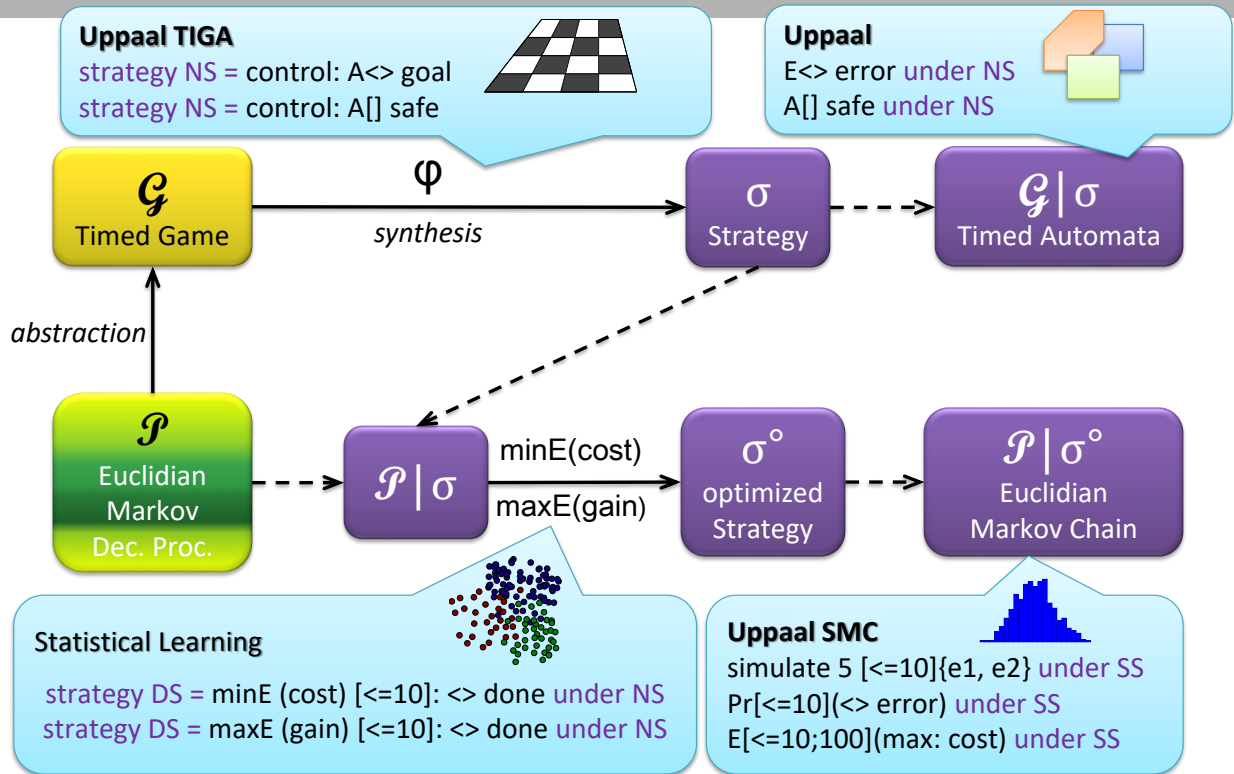 Uppaal TIGA
strategy NS = control: A<> goal
strategy NS = control: A[] safe
Uppaal
E<> error under NS
A[] safe under NS
𝓖
Timed Game
φ
synthesis
σ
Strategy
𝓖|σ
Timed Automata
abstraction
𝓟
Euclidian
Markov
Dec. Proc.
𝓟|σ
minE(cost)
maxE(gain)
σ°
optimized
Strategy
𝓟|σ°
Euclidian
Markov Chain
Statistical Learning
strategy DS = minE (cost) [<=10]: <> done under NS
strategy DS = maxE (gain) [<=10]: <> done under NS
Uppaal SMC
simulate 5 [<=10]{e1, e2} under SS
Pr[<=10](<> error) under SS
E[<=10;100](max: cost) under SS